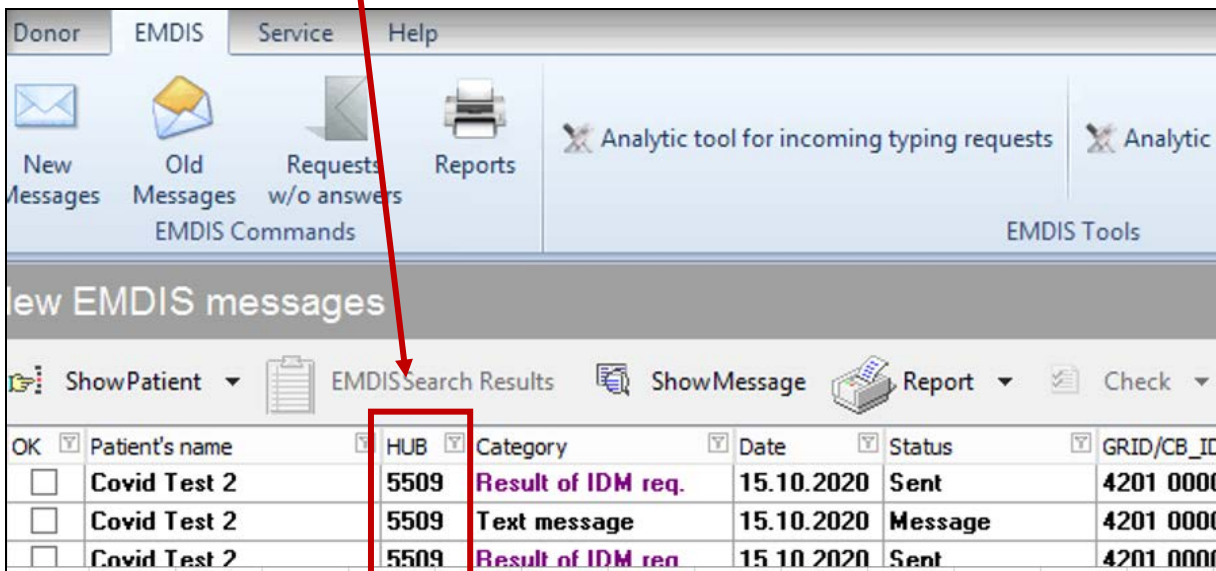 Donor EMDIS Service Help
New Messages
Old Messages
Requests w/o answers
Reports
Analytic tool for incoming typing requests
Analytic
EMDIS Commands
EMDIS Tools
ew EMDIS messages
ShowPatient EMDISSearch Results ShowMessage Report Check
OK Patient's name HUB Category Date Status GRID/CB_ID
Covid Test 2 5509 Result of IDM req. 15.10.2020 Sent 4201 0000
Covid Test 2 5509 Text message 15.10.2020 Message 4201 0000
Covid Test 2 5509 Result of IDM req. 15.10.2020 Sent 4201 0000